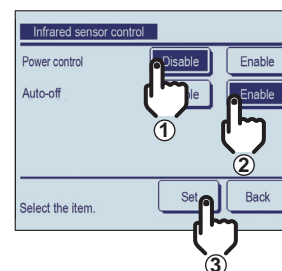 Infrared sensor control
Power control Disable Enable
Auto-off Enable
①
②
Select the item. Set Back
③